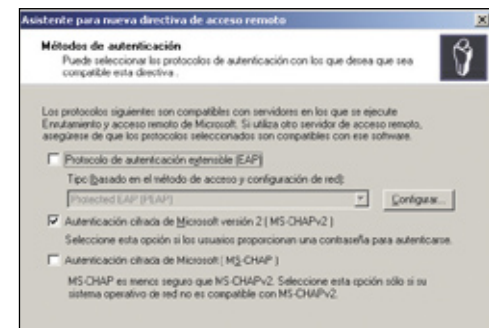 Asistente para nueva directiva de acceso remoto
Métodos de autenticación
Puede seleccionar los protocolos de autenticación con los que desea que sea
compatible esta directiva .
Los protocolos siguientes son compatibles con servidores en los que se ejecute
Enrutamiento y acceso remoto de Microsoft. Si utiliza otro servidor de acceso remoto,
asegúrese de que los protocolos seleccionados son compatibles con ese software.
Protocolo de autenticación extensible (EAP)
Tipo (basado en el método de acceso y configuración de red):
Protected EAP (PEAP)
Configurar...
Autenticación cifrada de Microsoft versión 2 ( MS-CHAPv2 )
Seleccione esta opción si los usuarios proporcionan una contraseña para autenticarse.
Autenticación cifrada de Microsoft ( MS-CHAP )
MS-CHAP es menos seguro que MS-CHAPv2. Seleccione esta opción sólo si su
sistema operativo de red no es compatible con MS-CHAPv2.